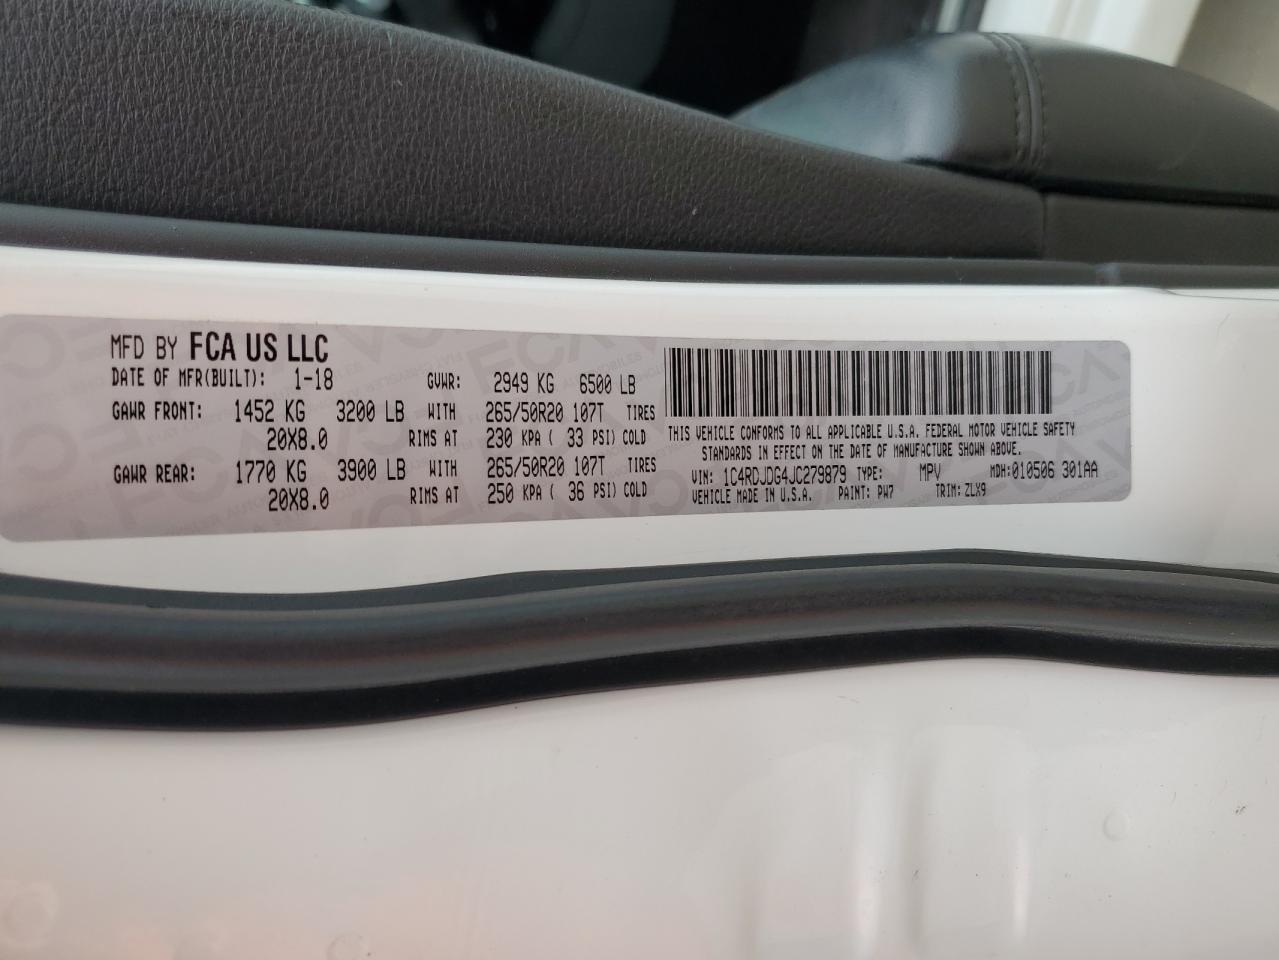 MFD BY FCA US LLC
DATE OF MFR(BUILT): 1-18 GVWR: 2949 KG 6500 LB
GAWR FRONT: 1452 KG 3200 LB WITH 265/50R20 107T TIRES
20X8.0 RIMS AT 230 KPA ( 33 PSI) COLD
GAWR REAR: 1770 KG 3900 LB WITH 265/50R20 107T TIRES
20X8.0 RIMS AT 250 KPA ( 36 PSI) COLD
THIS VEHICLE CONFORMS TO ALL APPLICABLE U.S.A. FEDERAL MOTOR VEHICLE SAFETY
STANDARDS IN EFFECT ON THE DATE OF MANUFACTURE SHOWN ABOVE.
VIN: 1C4RDJDG4JC279879 TYPE: MPV MDH:010506 301AA
VEHICLE MADE IN U.S.A. PAINT: PW7 TRIM: ZLX9